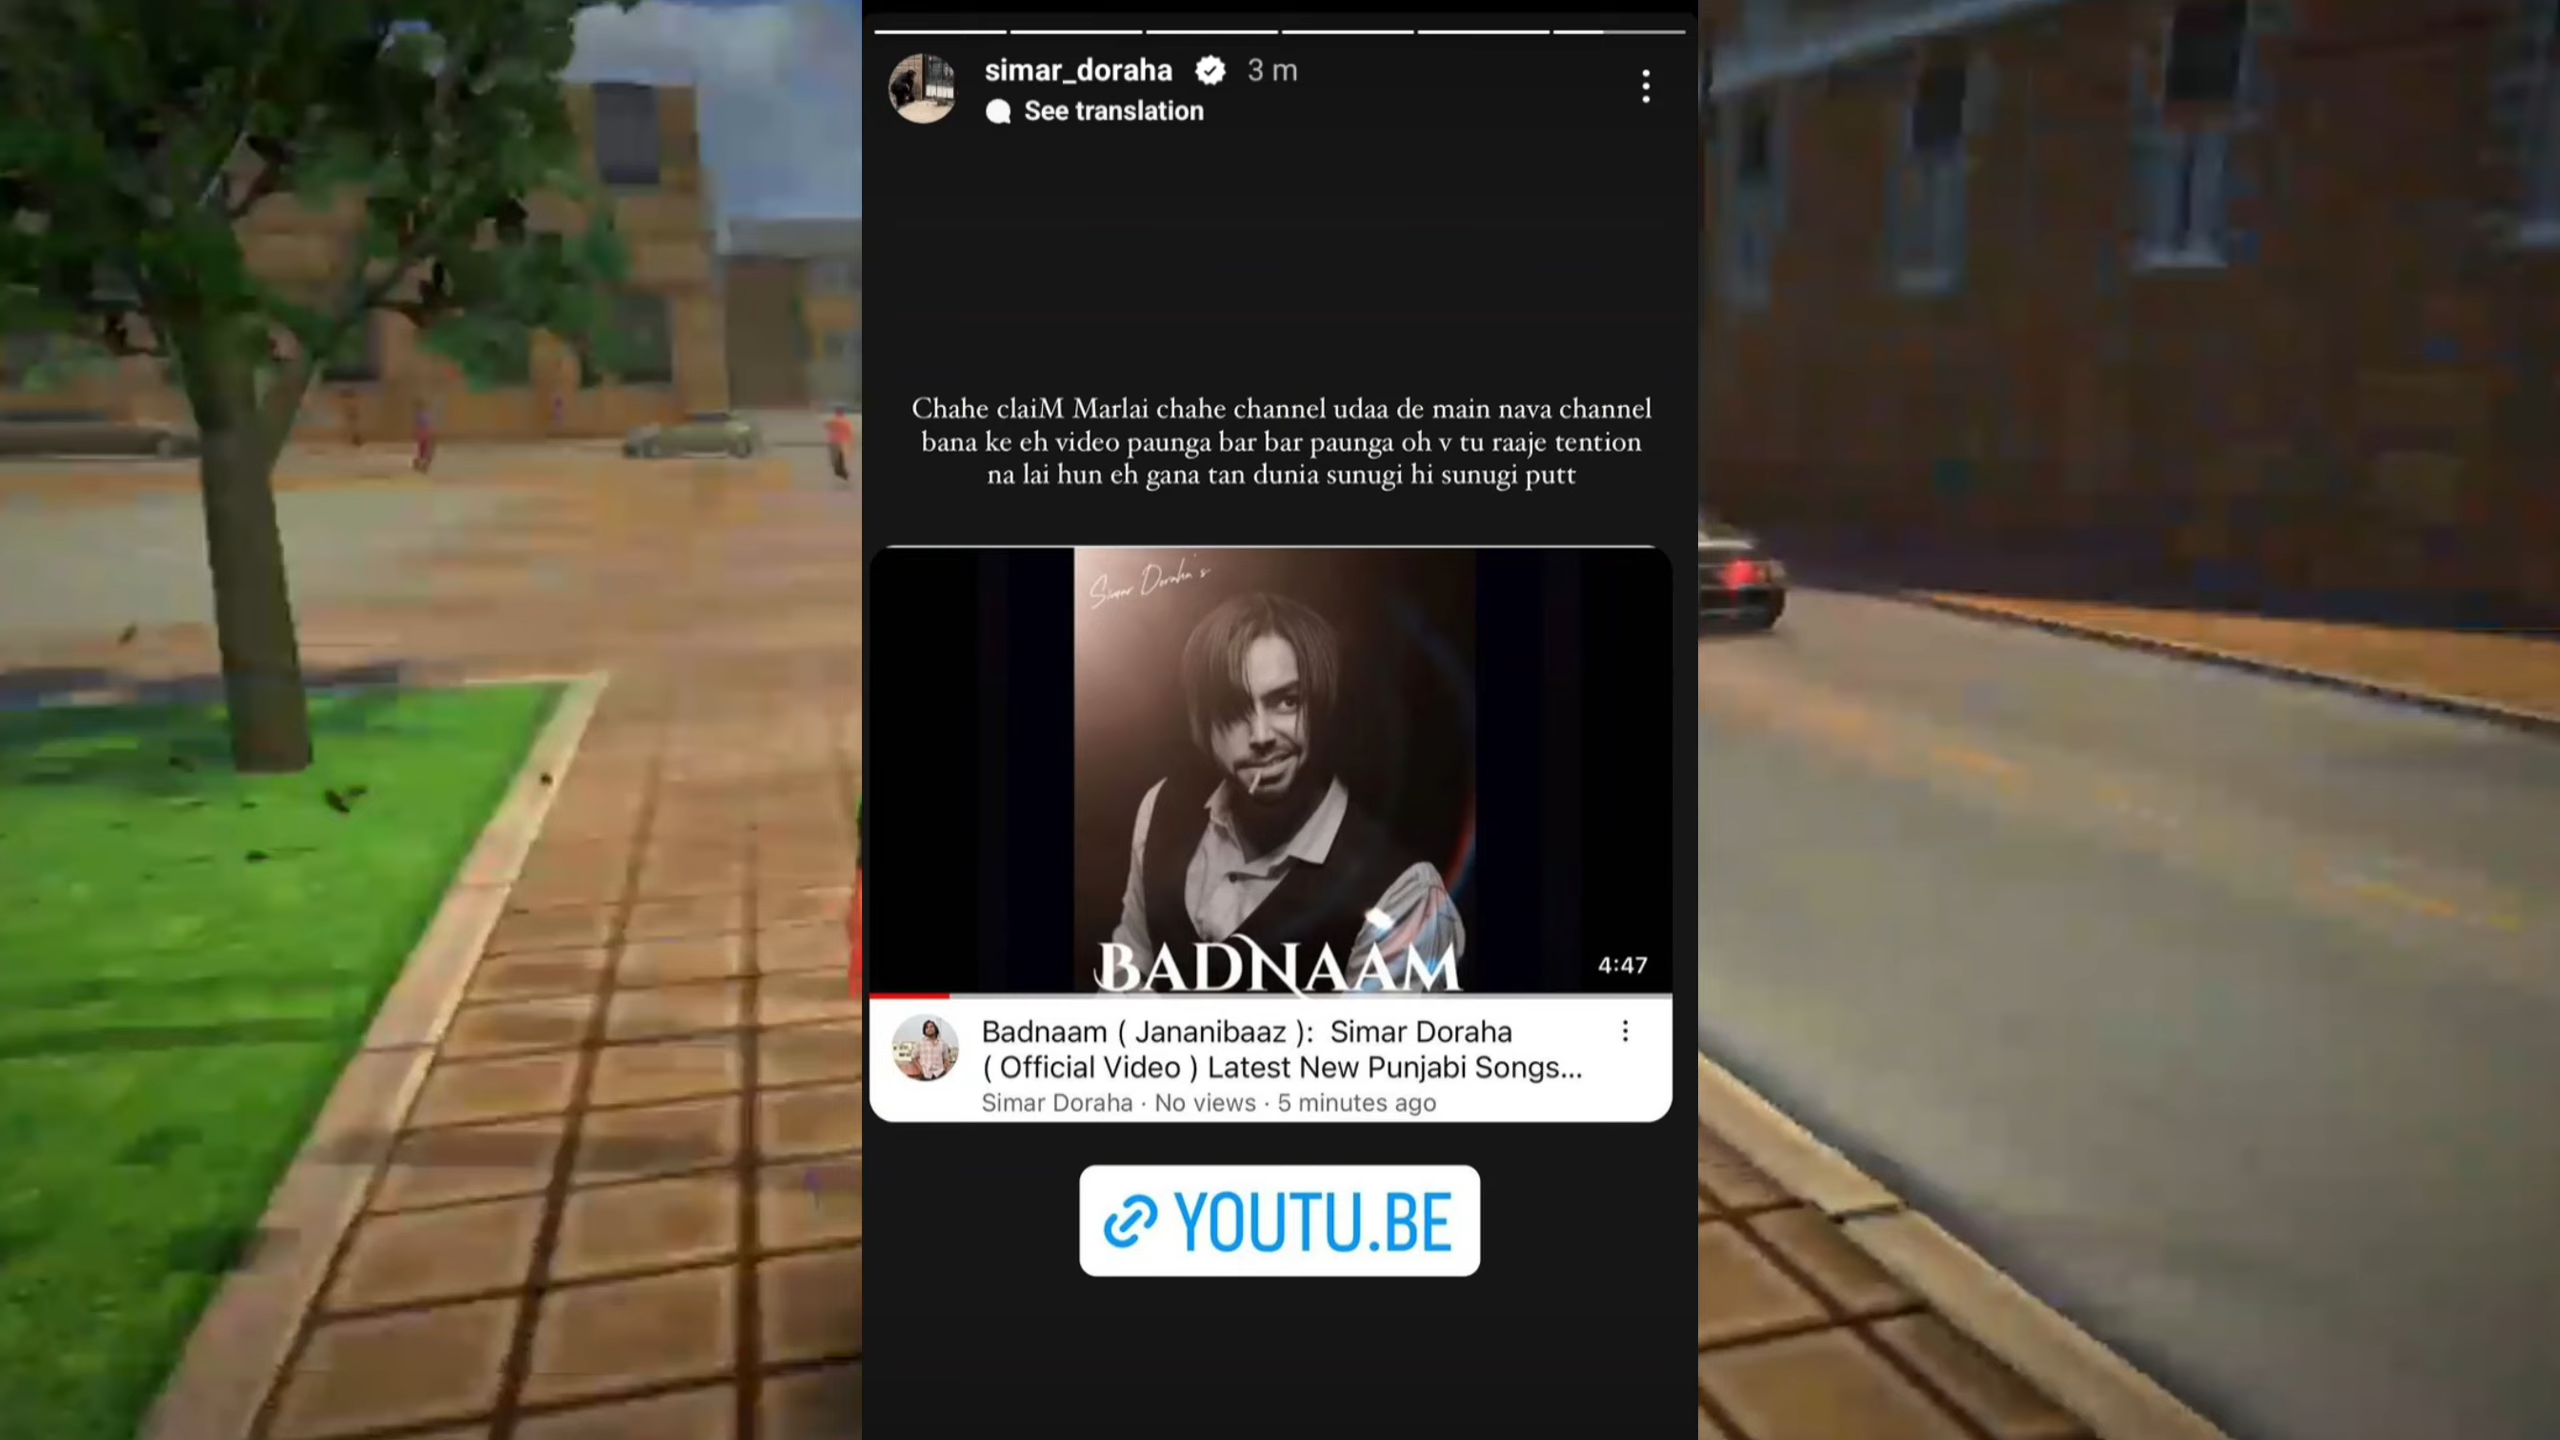 simar_doraha 3 m
See translation
Chahe claiM Marlai chahe channel udaa de main nava channel
bana ke eh video paunga bar bar paunga oh v tu raaje tention
na lai hun eh gana tan dunia sunugi hi sunugi putt
Simar Doraha's
BADNAAM
4:47
Badnaam ( Jananibaaz ): Simar Doraha
( Official Video ) Latest New Punjabi Songs...
Simar Doraha · No views · 5 minutes ago
YOUTU.BE